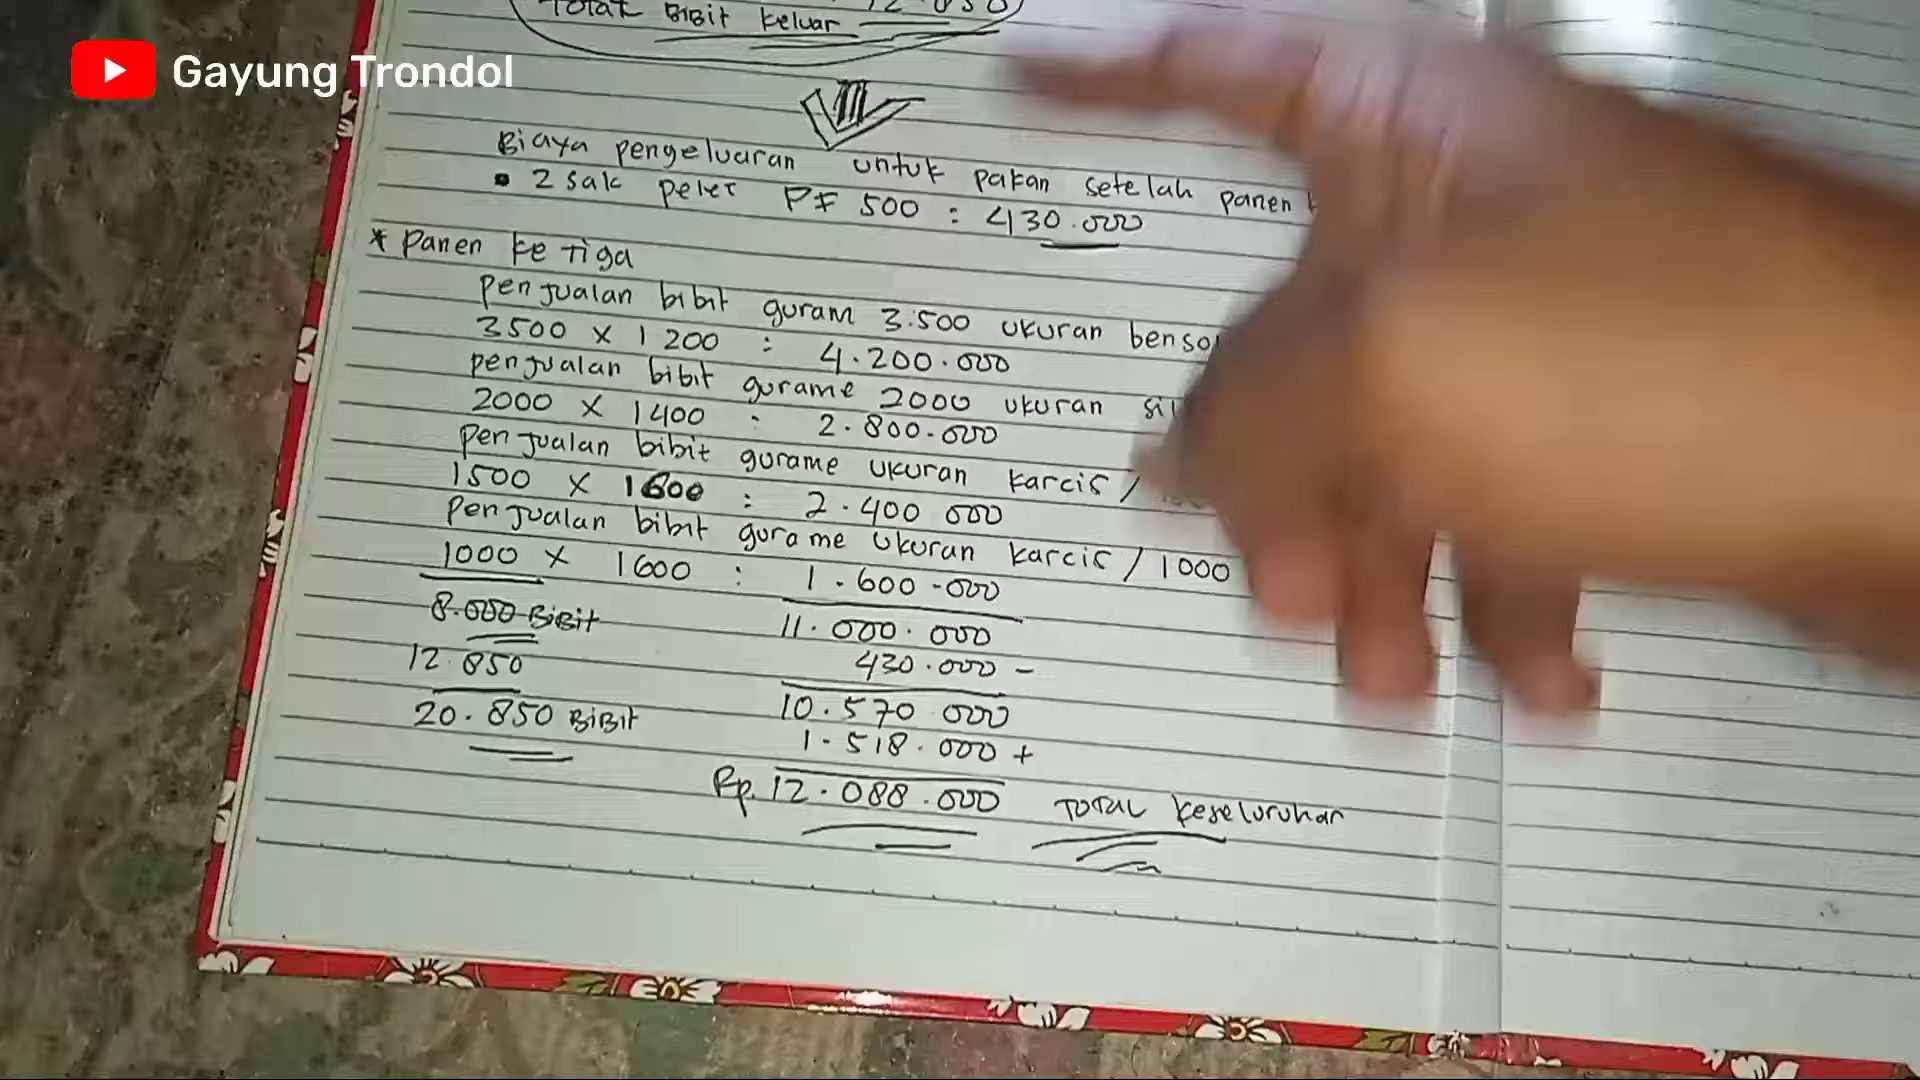 Gayung Trondol
Total BiBit keluar 12.850
Biaya pengeluaran untuk pakan setelah panen
• 2 sak pelet PF 500 : 430.000
* panen ke tiga
penjualan bibit guram 3.500 ukuran
3500 x 1200 : 4.200.000
penjualan bibit gurame 2000 ukuran
2000 x 1400 : 2.800.000
penjualan bibit gurame ukuran karcis /
1500 x 1600 : 2.400 000
penjualan bibit gurame ukuran karcis / 1000
1000 x 1600 : 1.600.000
8.000 BiBit 11.000.000
12.850 430.000 -
20.850 BiBit 10.570.000
1.518.000 +
Rp. 12.088.000 Total keseluruhan